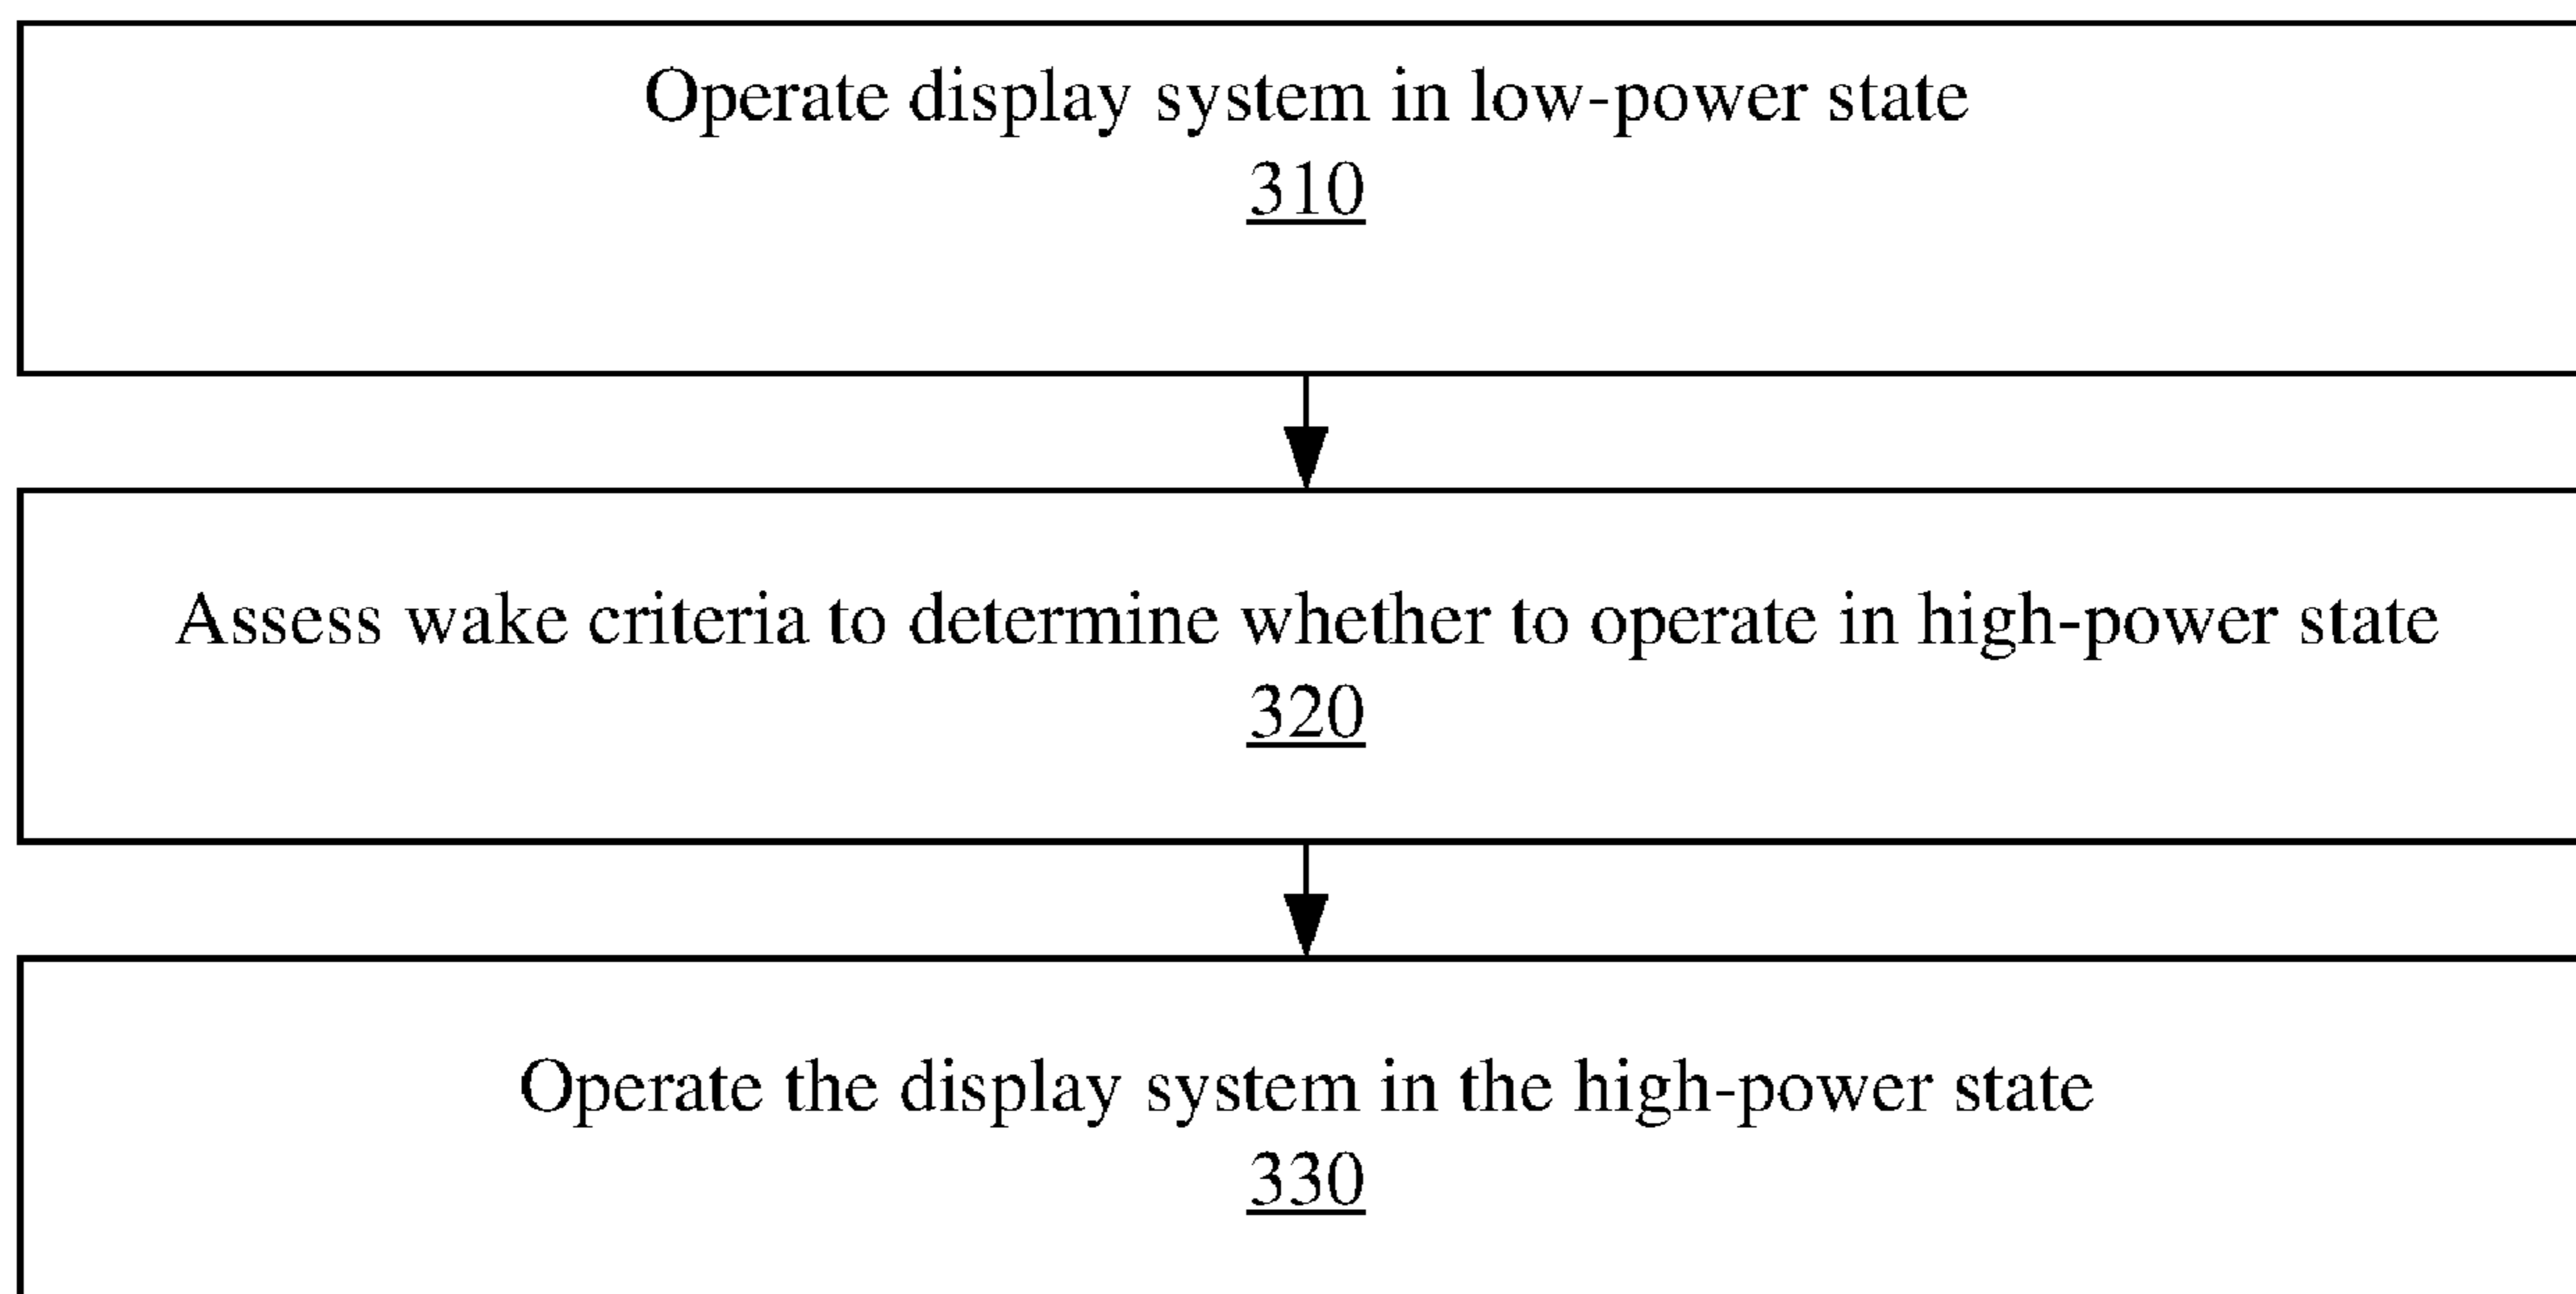 Operate display system in low-power state
310
Assess wake criteria to determine whether to operate in high-power state
320
Operate the display system in the high-power state
330